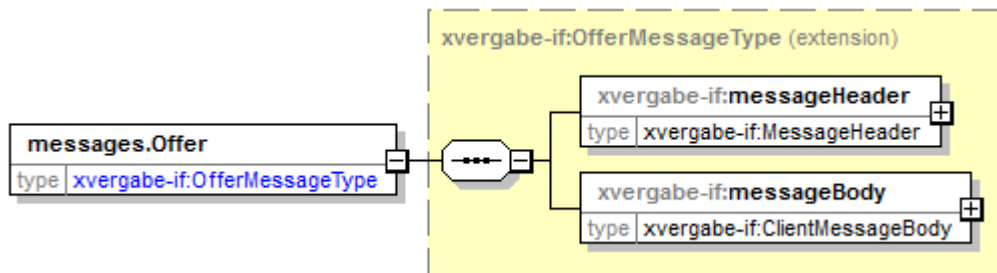 xvergabe-if:OfferMessageType (extension)
xvergabe-if:messageHeader
type xvergabe-if:MessageHeader
messages.Offer
type xvergabe-if:OfferMessageType
xvergabe-if:messageBody
type xvergabe-if:ClientMessageBody